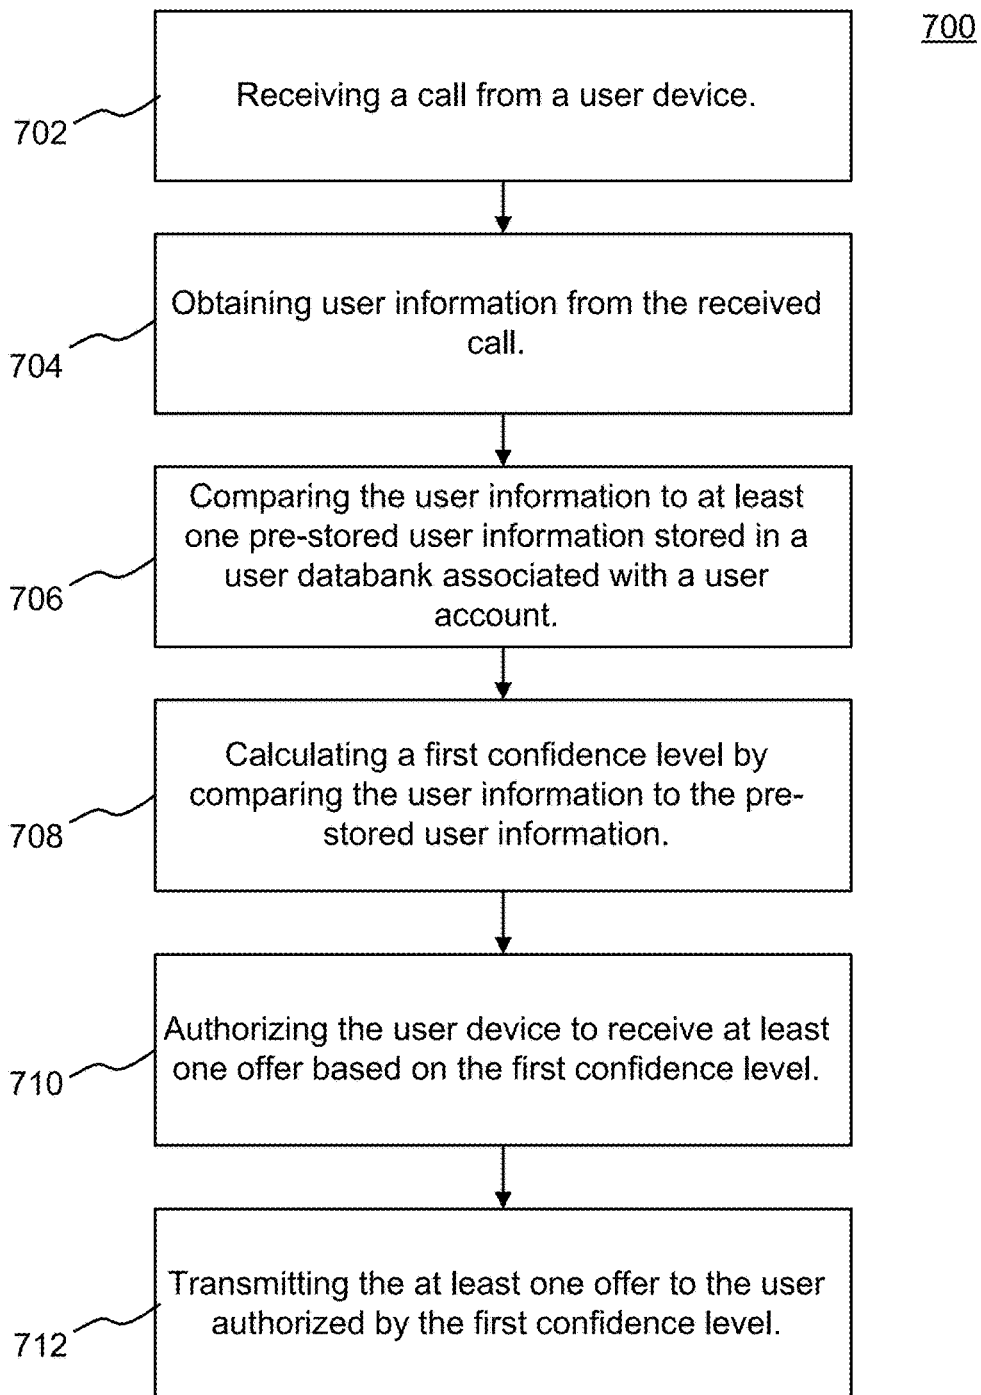 700
Receiving a call from a user device.
702
Obtaining user information from the received
call.
704
Comparing the user information to at least
one pre-stored user information stored in a
user databank associated with a user
account.
706
Calculating a first confidence level by
comparing the user information to the pre-
stored user information.
708
Authorizing the user device to receive at least
one offer based on the first confidence level.
710
Transmitting the at least one offer to the user
authorized by the first confidence level.
712